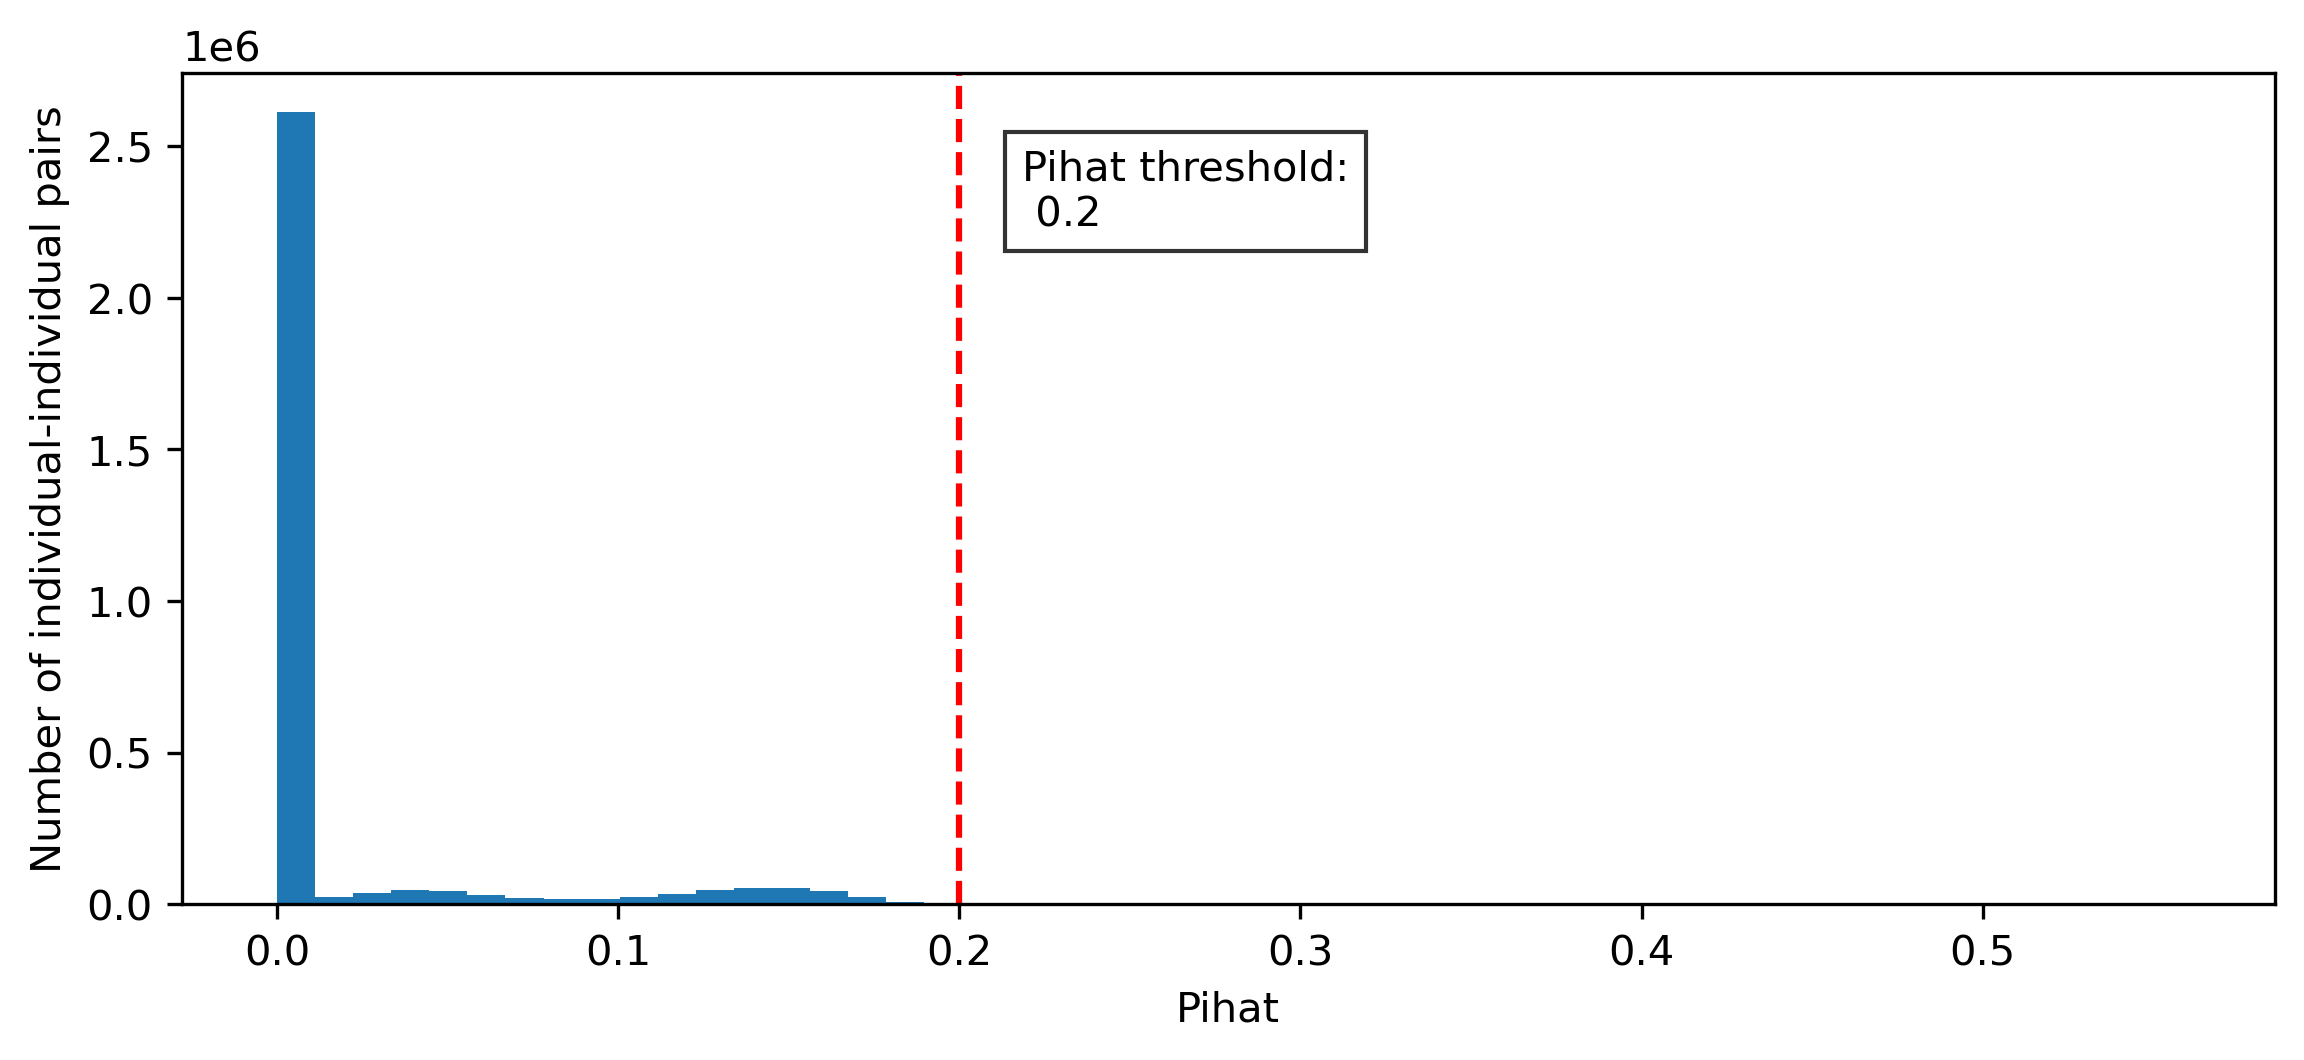 1e6
Number of individual-individual pairs
2.5
2.0
1.5
1.0
0.5
0.0
Pihat threshold:
0.2
0.0 0.1 0.2 0.3 0.4 0.5
Pihat